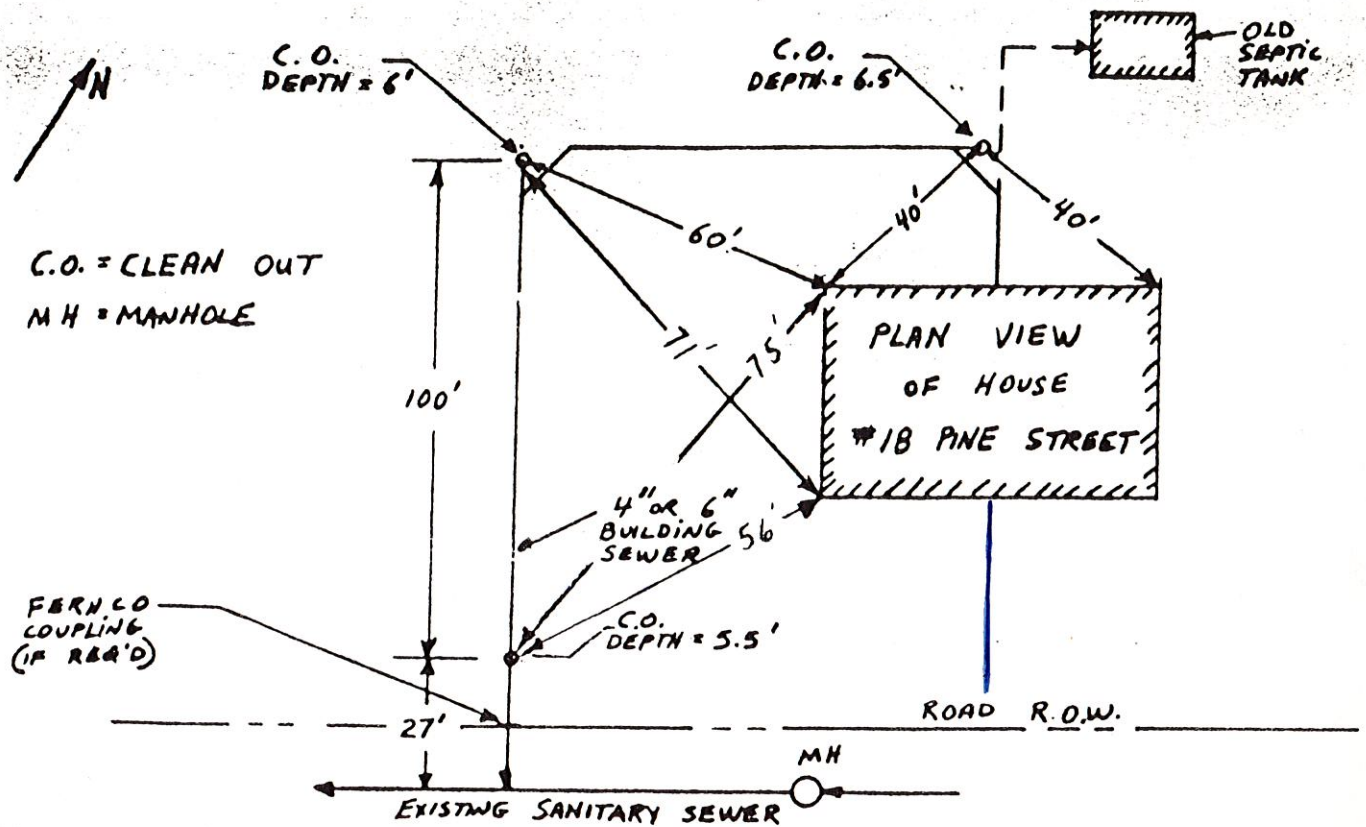 N
C.O.
DEPTH = 6'
C.O.
DEPTH = 6.5'
OLD
SEPTIC
TANK
C.O. = CLEAN OUT
MH = MANHOLE
60'
40'
40'
100'
71'
75'
PLAN VIEW
OF HOUSE
#18 PINE STREET
4" OR 6"
BUILDING
SEWER
56'
FERNCO
COUPLING
(IF REQ'D)
C.O.
DEPTH = 5.5'
27'
ROAD R.O.W.
MH
EXISTING SANITARY SEWER